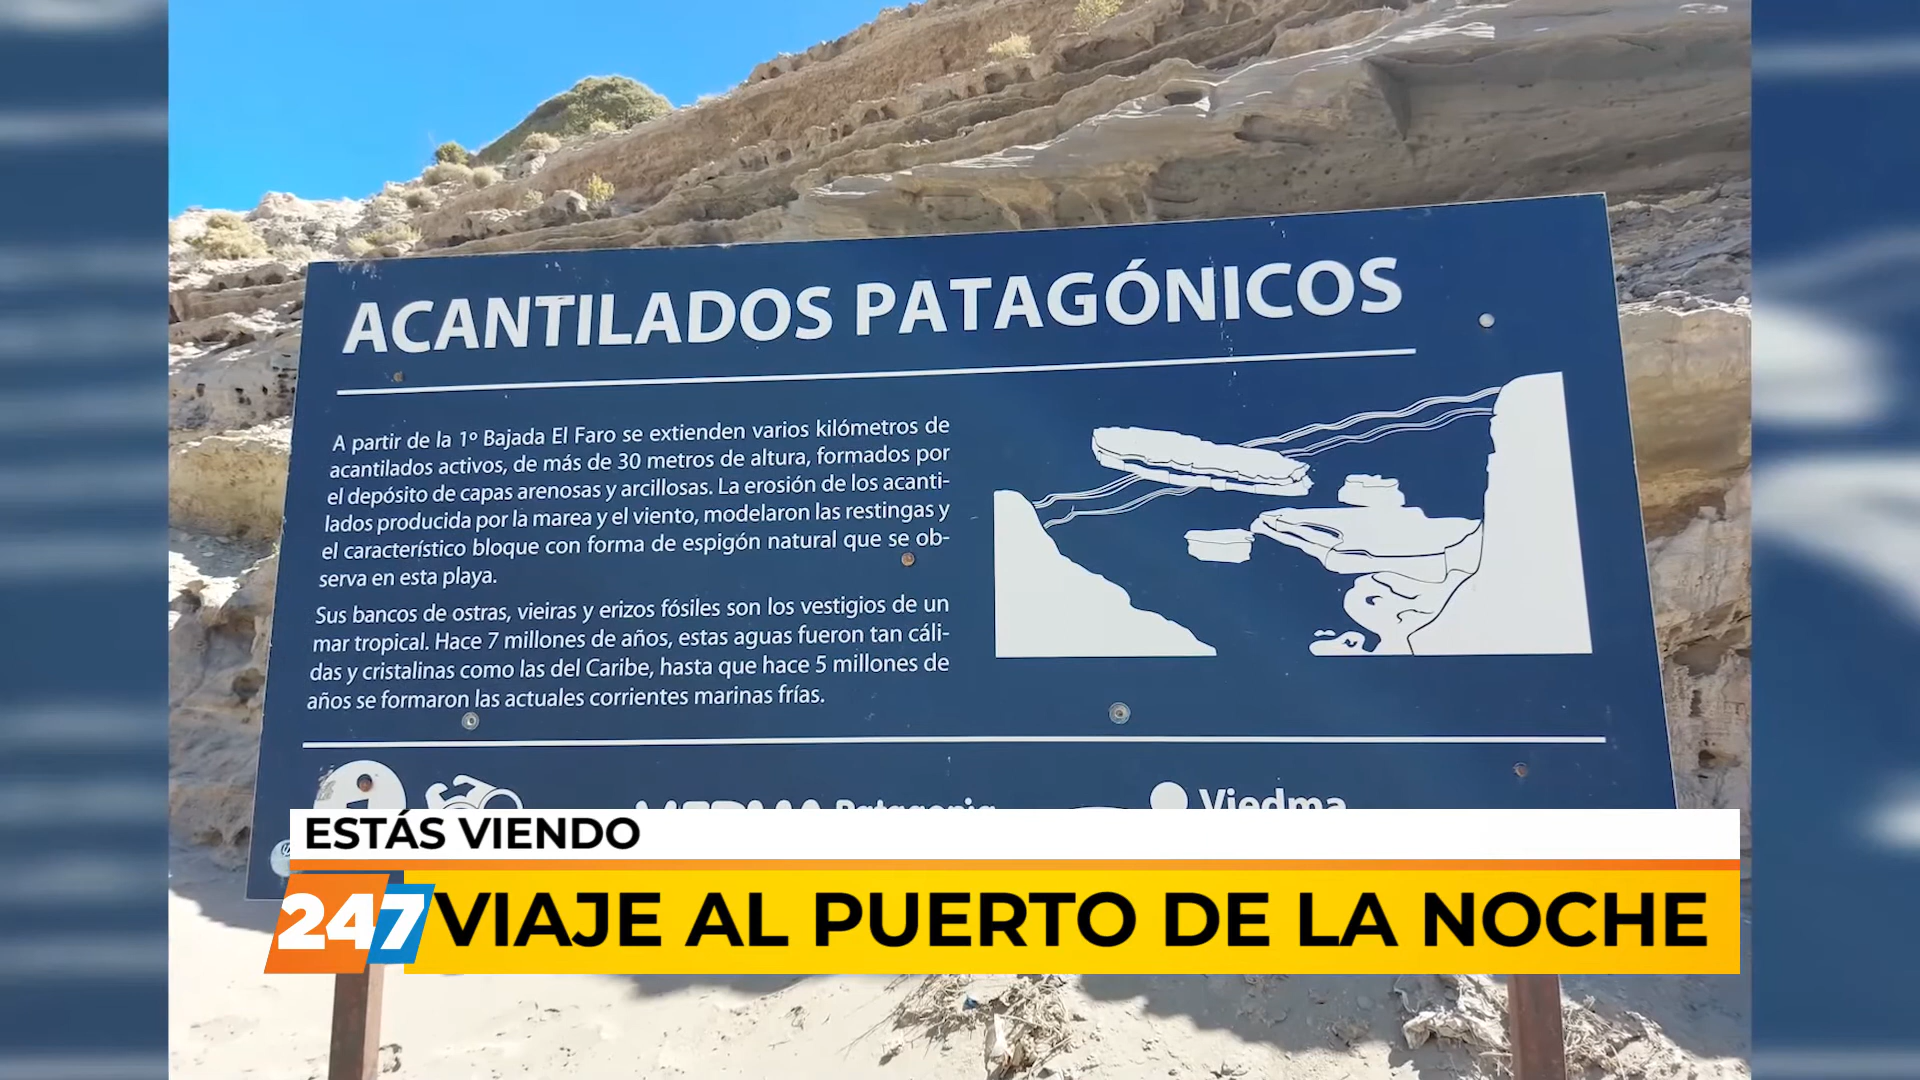 ACANTILADOS PATAGÓNICOS
A partir de la 1º Bajada El Faro se extienden varios kilómetros de
acantilados activos, de más de 30 metros de altura, formados por
el depósito de capas arenosas y arcillosas. La erosión de los acanti-
lados producida por la marea y el viento, modelaron las restingas y
el característico bloque con forma de espigón natural que se ob-
serva en esta playa.
Sus bancos de ostras, vieiras y erizos fósiles son los vestigios de un
mar tropical. Hace 7 millones de años, estas aguas fueron tan cáli-
das y cristalinas como las del Caribe, hasta que hace 5 millones de
años se formaron las actuales corrientes marinas frías.
Patagonia
Viedma
ESTÁS VIENDO
247 VIAJE AL PUERTO DE LA NOCHE